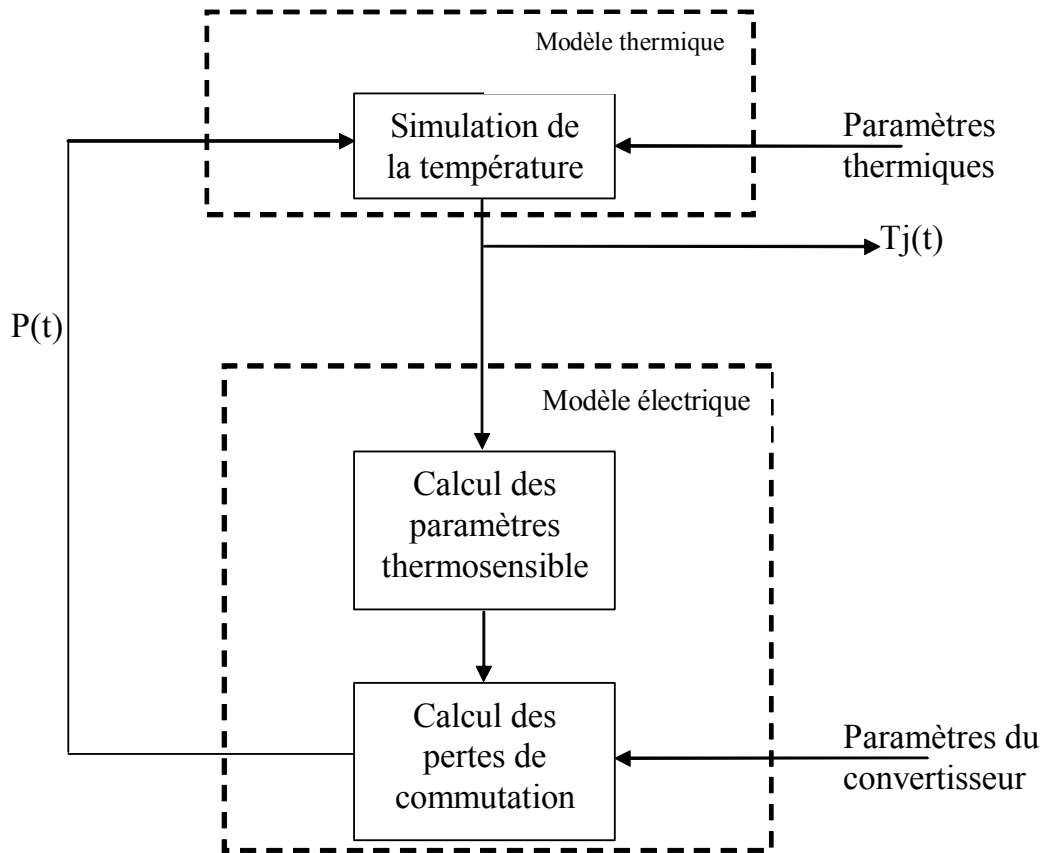 Modèle thermique
Simulation de
la température
Paramètres
thermiques
Tj(t)
P(t)
Modèle électrique
Calcul des
paramètres
thermosensible
Calcul des
pertes de
commutation
Paramètres du
convertisseur